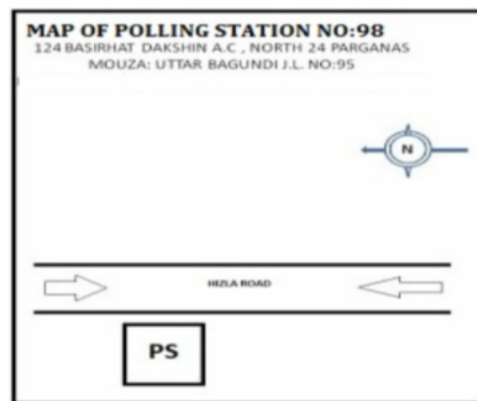 MAP OF POLLING STATION NO:98
124 BASIRHAT DAKSHIN A.C , NORTH 24 PARGANAS
MOUZA: UTTAR BAGUNDI J.L. NO:95
N
HIZLA ROAD
PS